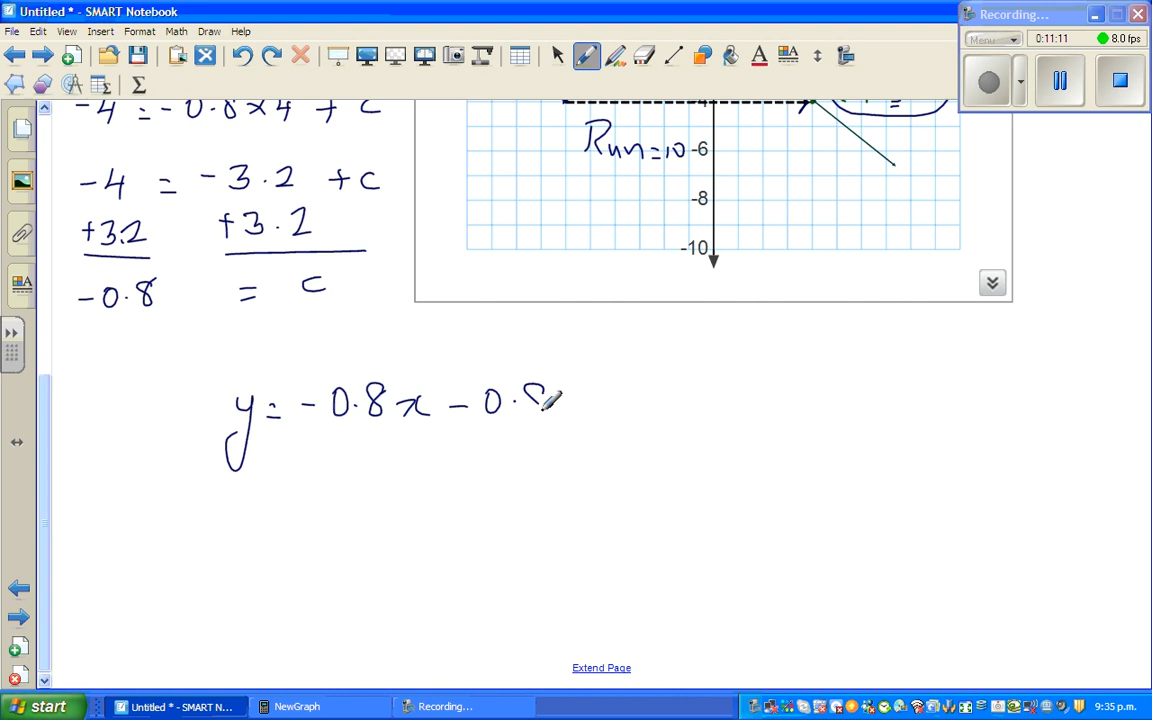 Untitled * - SMART Notebook
File Edit View Insert Format Math Draw Help
Recording...
Menu
0:11:11
8.0 fps
-4 = - 0.8 x 4 + C
-4 = -3.2 + C
+3.2 +3.2
-0.8 = C
Run = 10
-4
-6
-8
-10
y = - 0.8x - 0.8
Extend Page
start
Untitled * - SMART N...
NewGraph
Recording...
9:35 p.m.